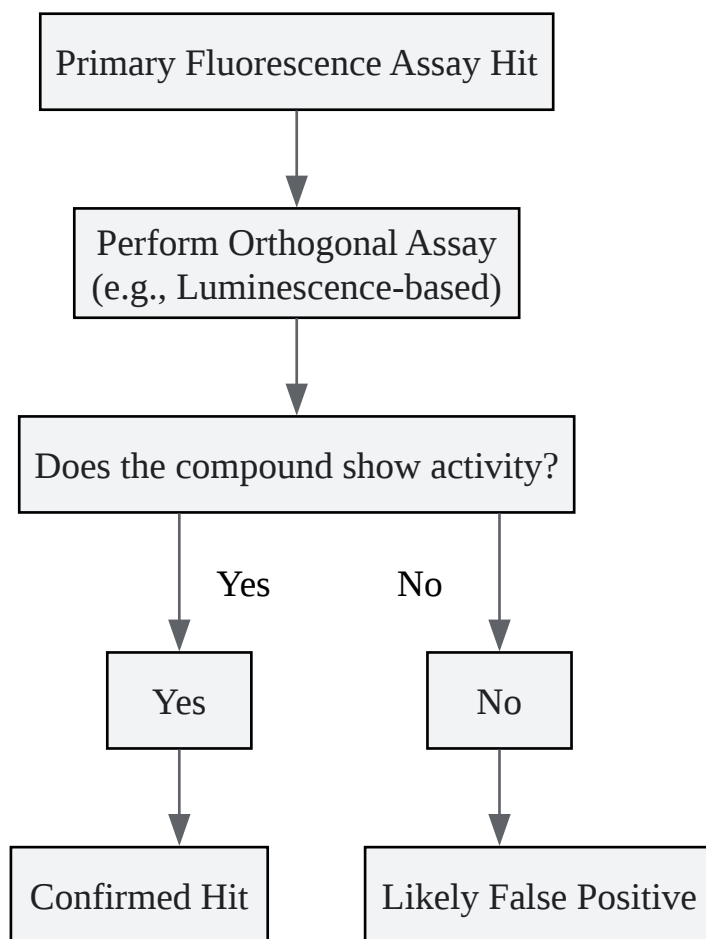 Primary Fluorescence Assay Hit
Perform Orthogonal Assay
(e.g., Luminescence-based)
Does the compound show activity?
Yes
No
Yes
No
Confirmed Hit
Likely False Positive